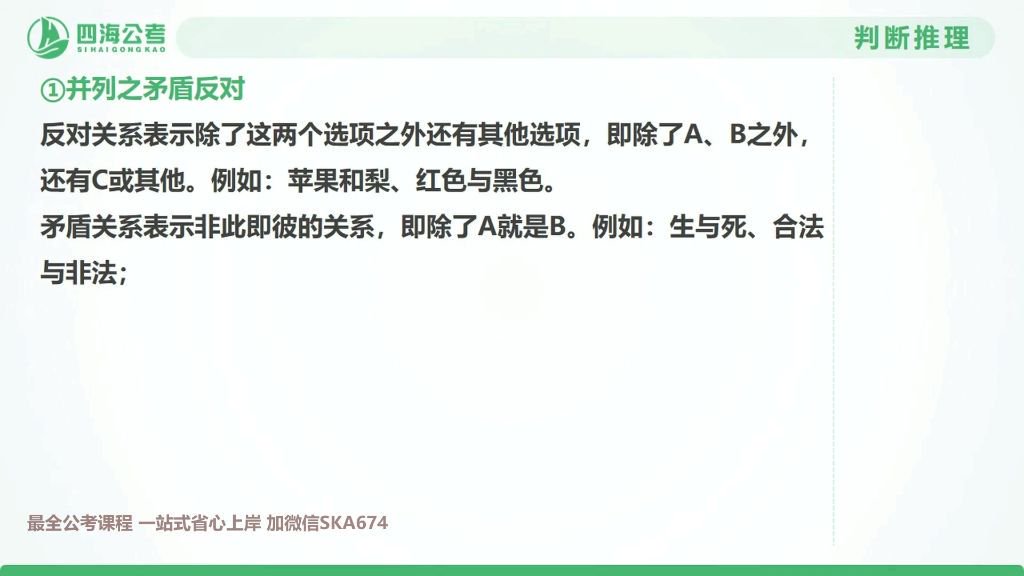 四海公考
SIHAIGONGKAO
判断推理
①并列之矛盾反对
反对关系表示除了这两个选项之外还有其他选项，即除了A、B之外，
还有C或其他。例如：苹果和梨、红色与黑色。
矛盾关系表示非此即彼的关系，即除了A就是B。例如：生与死、合法
与非法；
最全公考课程 一站式省心上岸 加微信SKA674